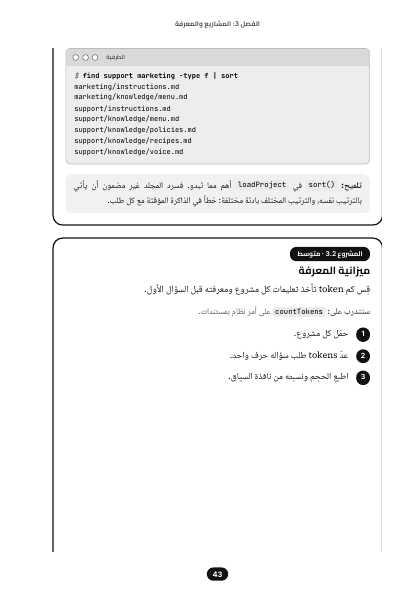 الفصل 3: المشاريع والمعرفة
الطرفية
$ find support marketing -type f | sort
marketing/instructions.md
marketing/knowledge/menu.md
support/instructions.md
support/knowledge/menu.md
support/knowledge/policies.md
support/knowledge/recipes.md
support/knowledge/voice.md
تلميح: sort() في loadProject أهم مما تبدو. فسرد المجلد غير مضمون أن يأتي
بالترتيب نفسه، والترتيب المختلف بادئة مختلفة: خطأ في الذاكرة المؤقتة مع كل طلب.
المشروع 3.2 · متوسط
ميزانية المعرفة
قِس كم token تأخذ تعليمات كل مشروع ومعرفته قبل السؤال الأول.
ستتدرب على: countTokens على أمر نظام بمستندات.
1 حمّل كل مشروع.
2 عدّ tokens طلب سؤاله حرف واحد.
3 اطبع الحجم ونسبته من نافذة السياق.
43